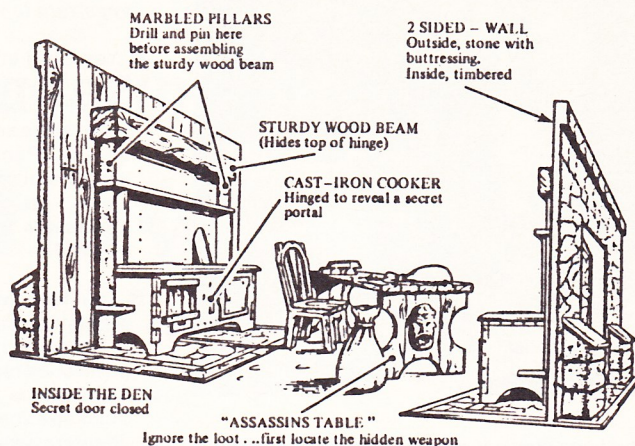 MARBLED PILLARS
Drill and pin here
before assembling
the sturdy wood beam
2 SIDED – WALL
Outside, stone with
buttressing.
Inside, timbered
STURDY WOOD BEAM
(Hides top of hinge)
CAST–IRON COOKER
Hinged to reveal a secret
portal
INSIDE THE DEN
Secret door closed
"ASSASSINS TABLE"
Ignore the loot . ..first locate the hidden weapon